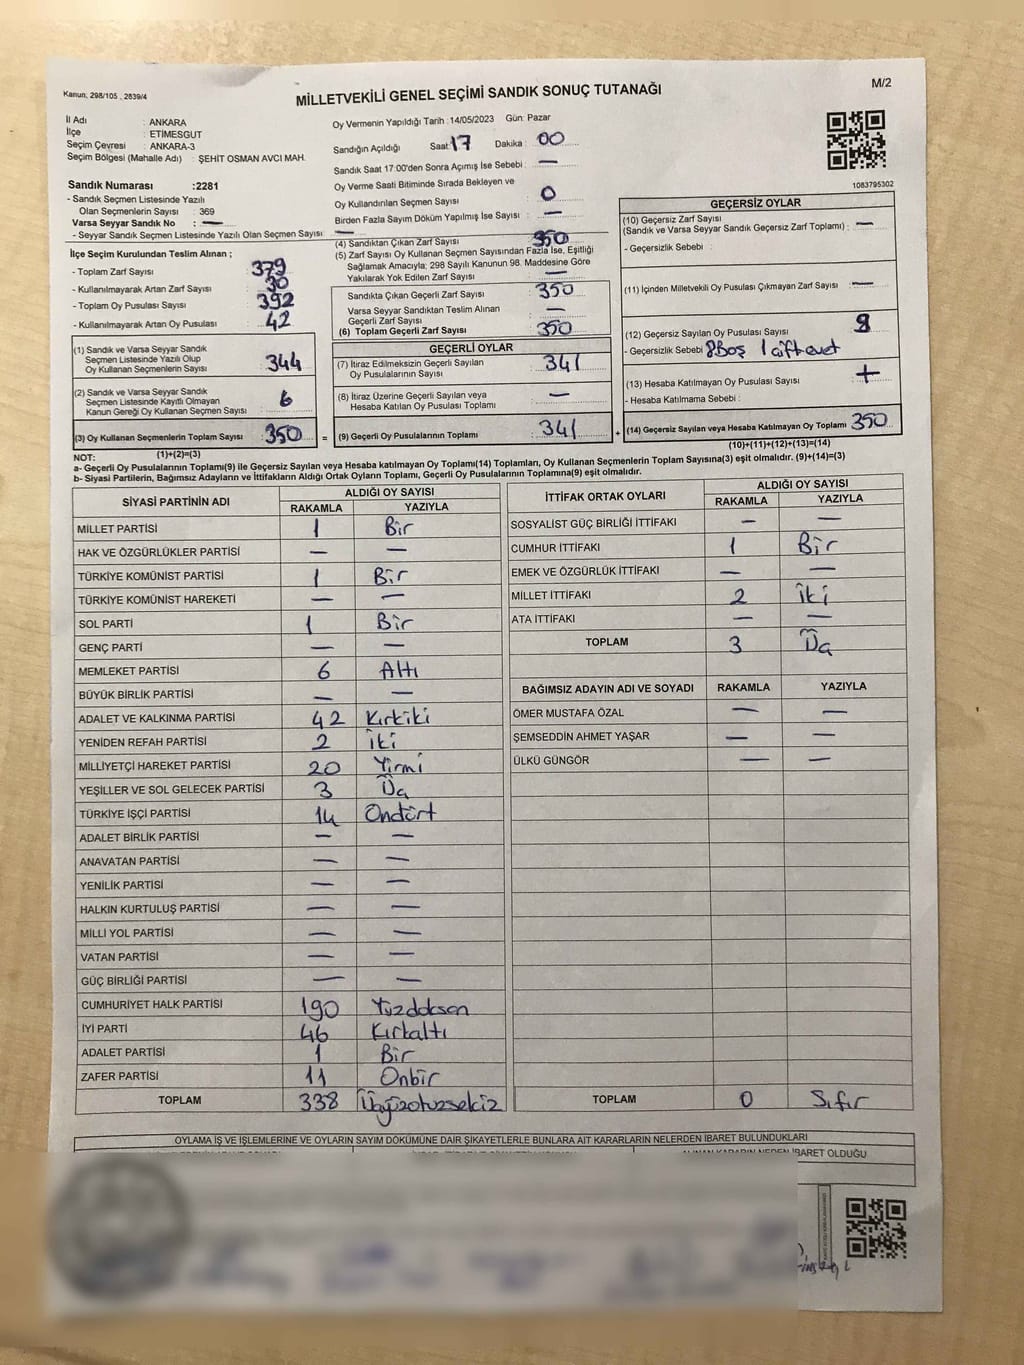 Kanun: 298/105 , 2839/4
MİLLETVEKİLİ GENEL SEÇİMİ SANDIK SONUÇ TUTANAĞI
M/2
İl Adı : ANKARA
İlçe : ETİMESGUT
Seçim Çevresi : ANKARA-3
Seçim Bölgesi (Mahalle Adı) : ŞEHİT OSMAN AVCI MAH.
Sandık Numarası :2281
- Sandık Seçmen Listesinde Yazılı
Olan Seçmenlerin Sayısı : 369
Varsa Seyyar Sandık No : —
- Seyyar Sandık Seçmen Listesinde Yazılı Olan Seçmen Sayısı : —
İlçe Seçim Kurulundan Teslim Alınan ;
- Toplam Zarf Sayısı : 379
- Kullanılmayarak Artan Zarf Sayısı : 30
- Toplam Oy Pusulası Sayısı : 392
- Kullanılmayarak Artan Oy Pusulası : 42
(1) Sandık ve Varsa Seyyar Sandık
Seçmen Listesinde Yazılı Olup
Oy Kullanan Seçmenlerin Sayısı : 344
(2) Sandık ve Varsa Seyyar Sandık
Seçmen Listesinde Kayıtlı Olmayan
Kanun Gereği Oy Kullanan Seçmen Sayısı : 6
(3) Oy Kullanan Seçmenlerin Toplam Sayısı : 350
(1)+(2)=(3)
Oy Vermenin Yapıldığı Tarih :14/05/2023 Gün: Pazar
Sandığın Açıldığı Saat: 17 Dakika : 00
Sandık Saat 17:00'den Sonra Açımış İse Sebebi : —
Oy Verme Saati Bitiminde Sırada Bekleyen ve
Oy Kullandırılan Seçmen Sayısı : 0
Birden Fazla Sayım Döküm Yapılmış İse Sayısı : —
(4) Sandıktan Çıkan Zarf Sayısı : 350
(5) Zarf Sayısı Oy Kullanan Seçmen Sayısından Fazla İse, Eşitliği
Sağlamak Amacıyla; 298 Sayılı Kanunun 98. Maddesine Göre
Yakılarak Yok Edilen Zarf Sayısı : —
Sandıkta Çıkan Geçerli Zarf Sayısı : 350
Varsa Seyyar Sandıktan Teslim Alınan
Geçerli Zarf Sayısı : —
(6) Toplam Geçerli Zarf Sayısı : 350
GEÇERLİ OYLAR
(7) İtiraz Edilmeksizin Geçerli Sayılan
Oy Pusulalarının Sayısı : 341
(8) İtiraz Üzerine Geçerli Sayılan veya
Hesaba Katılan Oy Pusulası Toplamı : —
= (9) Geçerli Oy Pusulalarının Toplamı : 341
1083795302
GEÇERSİZ OYLAR
(10) Geçersiz Zarf Sayısı
(Sandık ve Varsa Seyyar Sandık Geçersiz Zarf Toplamı) : —
- Geçersizlik Sebebi :
(11) İçinden Milletvekili Oy Pusulası Çıkmayan Zarf Sayısı : —
(12) Geçersiz Sayılan Oy Pusulası Sayısı : 9
- Geçersizlik Sebebi : 8 Boş 1 çift evet
(13) Hesaba Katılmayan Oy Pusulası Sayısı :
- Hesaba Katılmama Sebebi :
+ (14) Geçersiz Sayılan veya Hesaba Katılmayan Oy Toplamı : 350
(10)+(11)+(12)+(13)=(14)
NOT:
a- Geçerli Oy Pusulalarının Toplamı(9) ile Geçersiz Sayılan veya Hesaba katılmayan Oy Toplamı(14) Toplamları, Oy Kullanan Seçmenlerin Toplam Sayısına(3) eşit olmalıdır. (9)+(14)=(3)
b- Siyasi Partilerin, Bağımsız Adayların ve İttifakların Aldığı Ortak Oyların Toplamı, Geçerli Oy Pusulalarının Toplamına(9) eşit olmalıdır.
SİYASİ PARTİNİN ADI ALDIĞI OY SAYISI
RAKAMLA YAZIYLA
MİLLET PARTİSİ 1 Bir
HAK VE ÖZGÜRLÜKLER PARTİSİ — —
TÜRKİYE KOMÜNİST PARTİSİ 1 Bir
TÜRKİYE KOMÜNİST HAREKETİ — —
SOL PARTİ 1 Bir
GENÇ PARTİ — —
MEMLEKET PARTİSİ 6 Altı
BÜYÜK BİRLİK PARTİSİ — —
ADALET VE KALKINMA PARTİSİ 42 Kırkiki
YENİDEN REFAH PARTİSİ 2 İki
MİLLİYETÇİ HAREKET PARTİSİ 20 Yirmi
YEŞİLLER VE SOL GELECEK PARTİSİ 3 Üç
TÜRKİYE İŞÇİ PARTİSİ 14 Ondört
ADALET BİRLİK PARTİSİ — —
ANAVATAN PARTİSİ — —
YENİLİK PARTİSİ — —
HALKIN KURTULUŞ PARTİSİ — —
MİLLİ YOL PARTİSİ — —
VATAN PARTİSİ — —
GÜÇ BİRLİĞİ PARTİSİ — —
CUMHURİYET HALK PARTİSİ 190 Yüzdoksan
İYİ PARTİ 46 Kırkaltı
ADALET PARTİSİ 1 Bir
ZAFER PARTİSİ 11 Onbir
TOPLAM 338 Üçyüzotuzsekiz
İTTİFAK ORTAK OYLARI ALDIĞI OY SAYISI
RAKAMLA YAZIYLA
SOSYALİST GÜÇ BİRLİĞİ İTTİFAKI — —
CUMHUR İTTİFAKI 1 Bir
EMEK VE ÖZGÜRLÜK İTTİFAKI — —
MİLLET İTTİFAKI 2 İki
ATA İTTİFAKI — —
TOPLAM 3 Üç
BAĞIMSIZ ADAYIN ADI VE SOYADI RAKAMLA YAZIYLA
ÖMER MUSTAFA ÖZAL — —
ŞEMSEDDİN AHMET YAŞAR — —
ÜLKÜ GÜNGÖR — —
TOPLAM 0 Sıfır
OYLAMA İŞ VE İŞLEMLERİNE VE OYLARIN SAYIM DÖKÜMÜNE DAİR ŞİKAYETLERLE BUNLARA AİT KARARLARIN NELERDEN İBARET BULUNDUKLARI
İBARET OLDUĞU